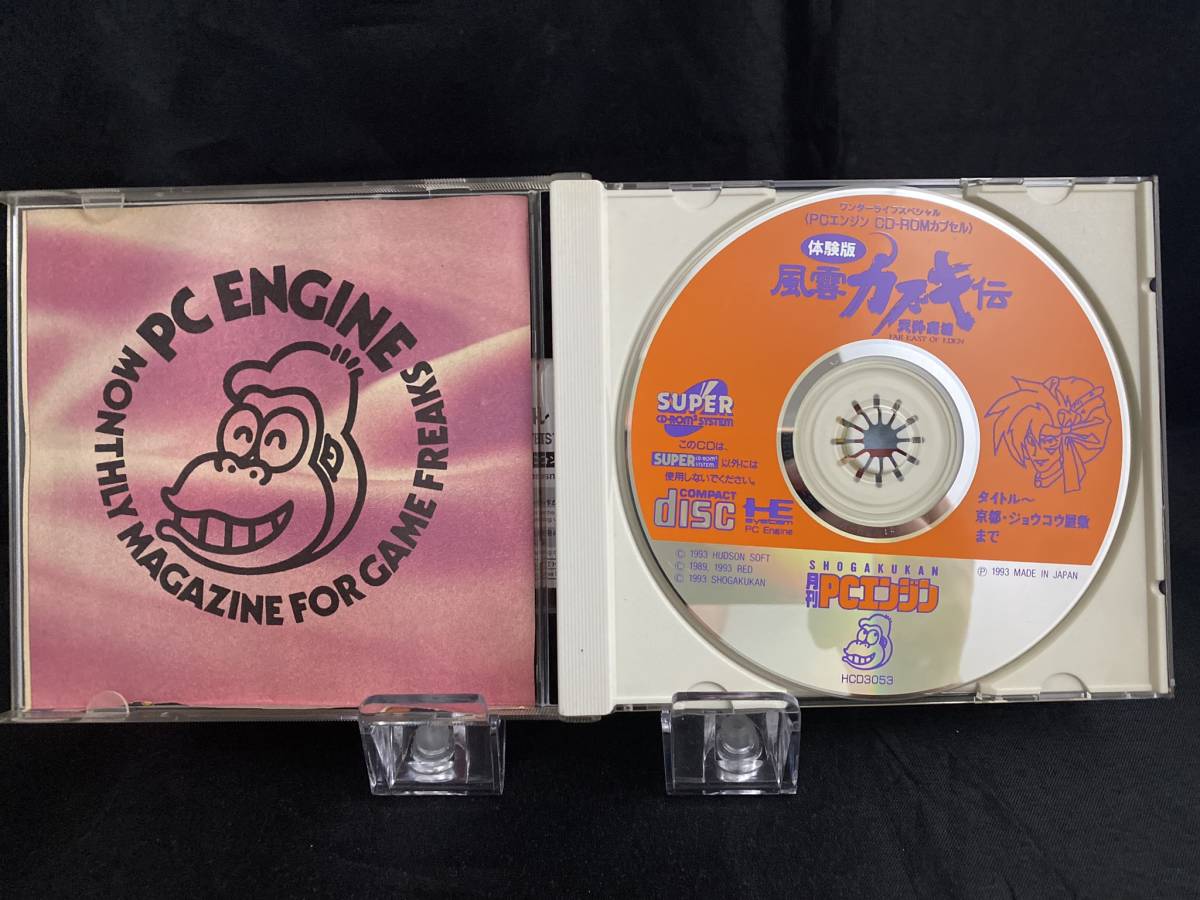 PC ENGINE
MONTHLY MAGAZINE FOR GAME FREAKS
ワンダーライフスペシャル
(PCエンジン CD-ROMカプセル)
体験版
風雲カブキ伝
天外魔境
FAR EAST OF EDEN
SUPER
CD-ROM² SYSTEM
このCDは、
SUPER CD-ROM² SYSTEM 以外には
使用しないでください。
COMPACT
disc
HE
System
PC Engine
タイトル〜
京都・ジョウコウ屋敷
まで
© 1993 HUDSON SOFT
© 1989, 1993 RED
© 1993 SHOGAKUKAN
SHOGAKUKAN
月刊PCエンジン
℗ 1993 MADE IN JAPAN
HCD3053